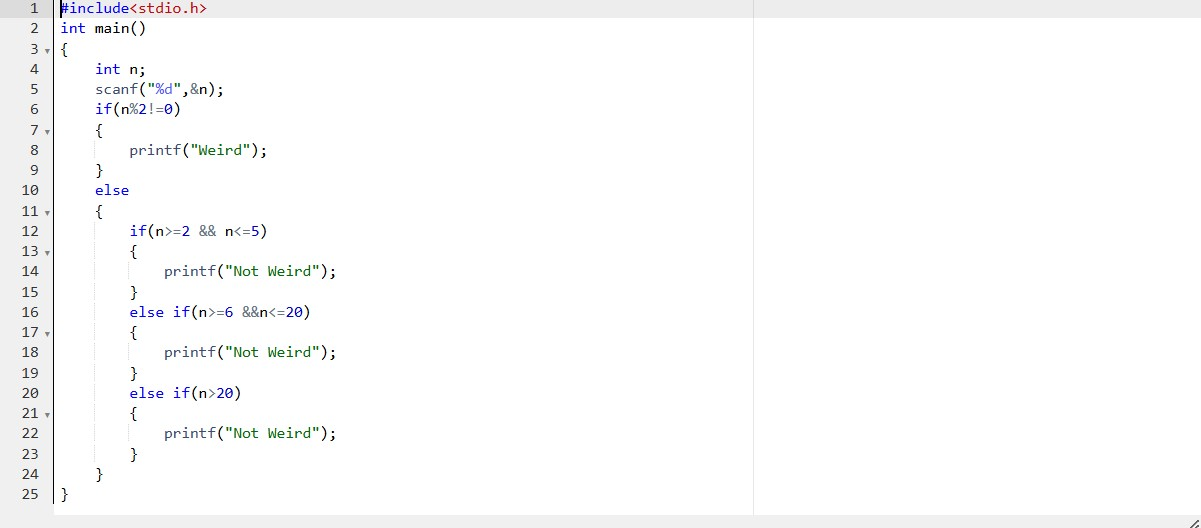 1 #include<stdio.h>
2 int main()
3 {
4     int n;
5     scanf("%d",&n);
6     if(n%2!=0)
7     {
8         printf("Weird");
9     }
10     else
11     {
12         if(n>=2 && n<=5)
13         {
14             printf("Not Weird");
15         }
16         else if(n>=6 &&n<=20)
17         {
18             printf("Not Weird");
19         }
20         else if(n>20)
21         {
22             printf("Not Weird");
23         }
24     }
25 }